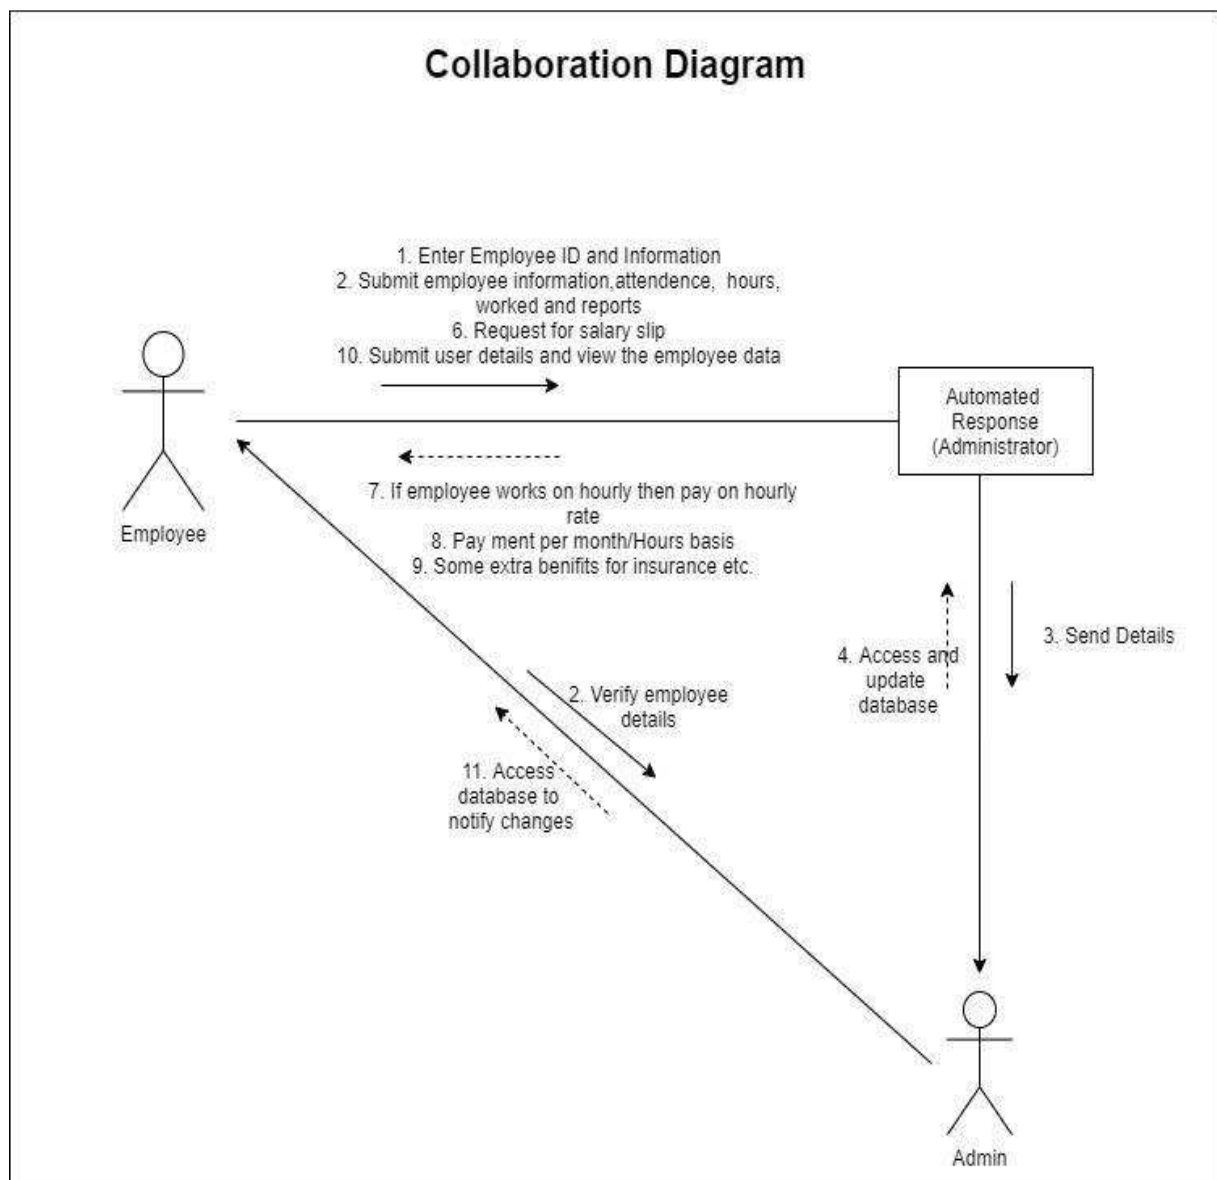 Collaboration Diagram
1. Enter Employee ID and Information
2. Submit employee information,attendence, hours,
worked and reports
6. Request for salary slip
10. Submit user details and view the employee data
Automated
Response
(Administrator)
Employee
7. If employee works on hourly then pay on hourly
rate
8. Pay ment per month/Hours basis
9. Some extra benifits for insurance etc.
3. Send Details
4. Access and
update
database
2. Verify employee
details
11. Access
database to
notify changes
Admin